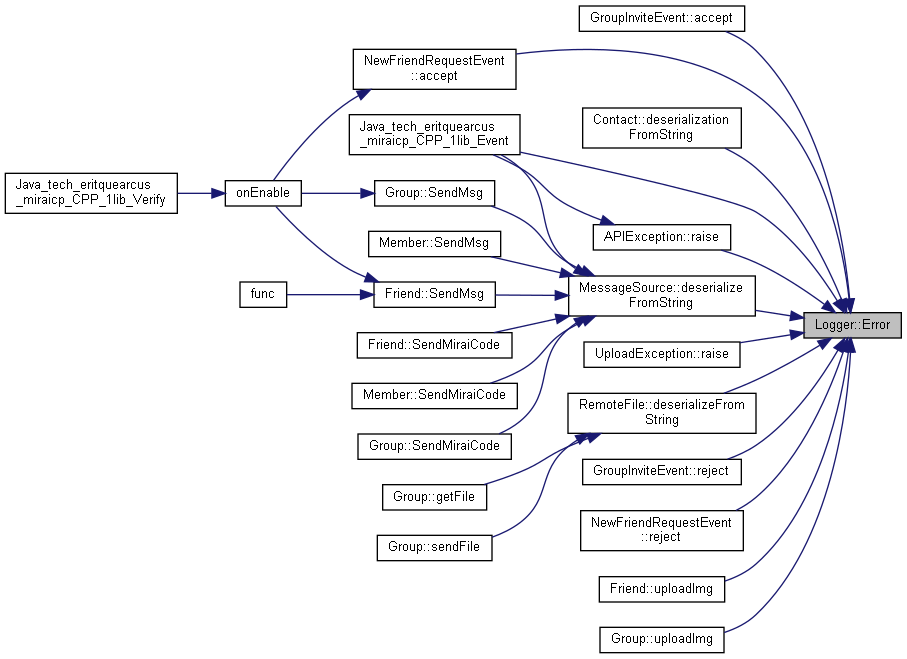 GroupInviteEvent::accept
NewFriendRequestEvent
::accept
Contact::deserialization
FromString
Java_tech_eritquearcus
_miraicp_CPP_1lib_Event
Java_tech_eritquearcus
_miraicp_CPP_1lib_Verify
onEnable
Group::SendMsg
APIException::raise
Member::SendMsg
func
Friend::SendMsg
MessageSource::deserialize
FromString
Logger::Error
Friend::SendMiraiCode
UploadException::raise
Member::SendMiraiCode
RemoteFile::deserializeFrom
String
Group::SendMiraiCode
GroupInviteEvent::reject
Group::getFile
NewFriendRequestEvent
::reject
Group::sendFile
Friend::uploadImg
Group::uploadImg